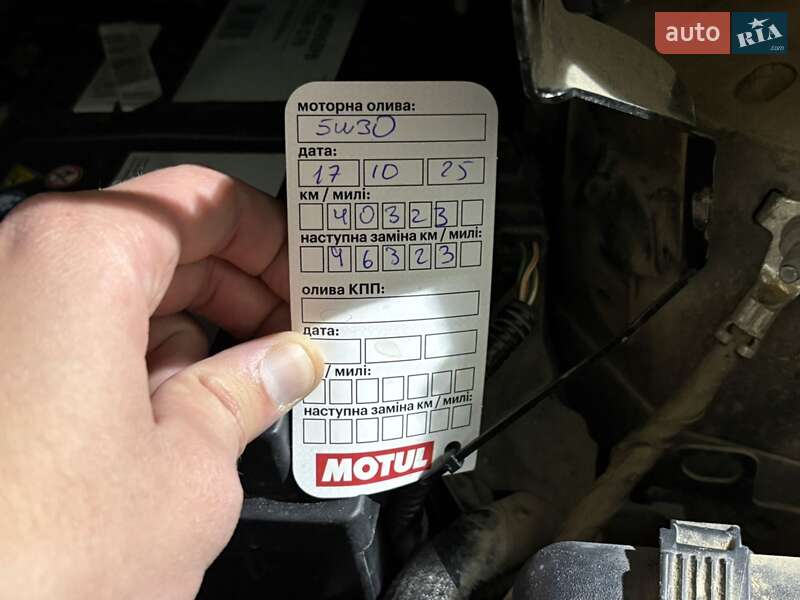 auto RIA.com
моторна олива:
5W30
дата:
17 10 25
км / милі:
40323
наступна заміна км / милі:
46323
олива КПП:
дата:
/ милі:
наступна заміна км / милі:
MOTUL